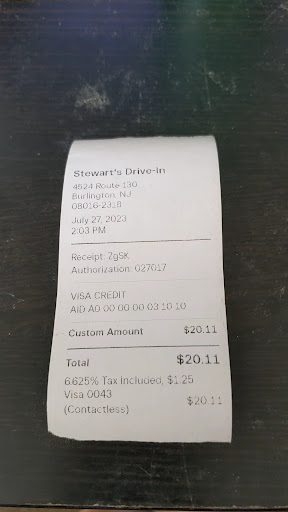 Stewart's Drive-In
4524 Route 130
Burlington, NJ
08016-2318
July 27, 2023
2:03 PM
Receipt: 7gSK
Authorization: 027017
VISA CREDIT
AID A0 00 00 00 03 10 10
Custom Amount $20.11
Total $20.11
6.625% Tax Included, $1.25
Visa 0043 $20.11
(Contactless)